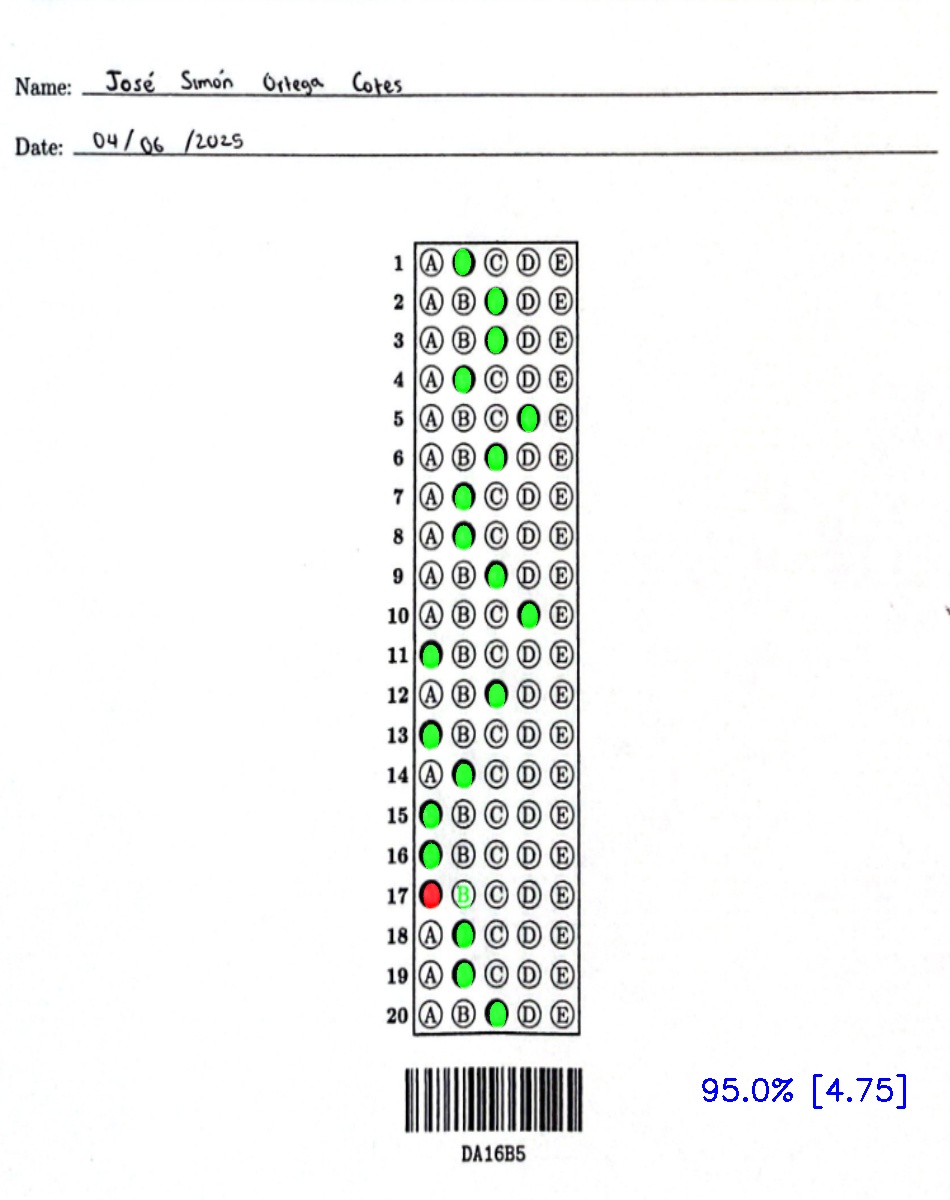 Name: José Simón Ortega Cotes
Date: 04/06/2025
1 A C D E
2 A B D E
3 A B D E
4 A C D E
5 A B C E
6 A B D E
7 A C D E
8 A C D E
9 A B D E
10 A B C E
11 B C D E
12 A B D E
13 B C D E
14 A C D E
15 B C D E
16 B C D E
17 B C D E
18 A C D E
19 A C D E
20 A B D E
DA16B5
95.0% [4.75]